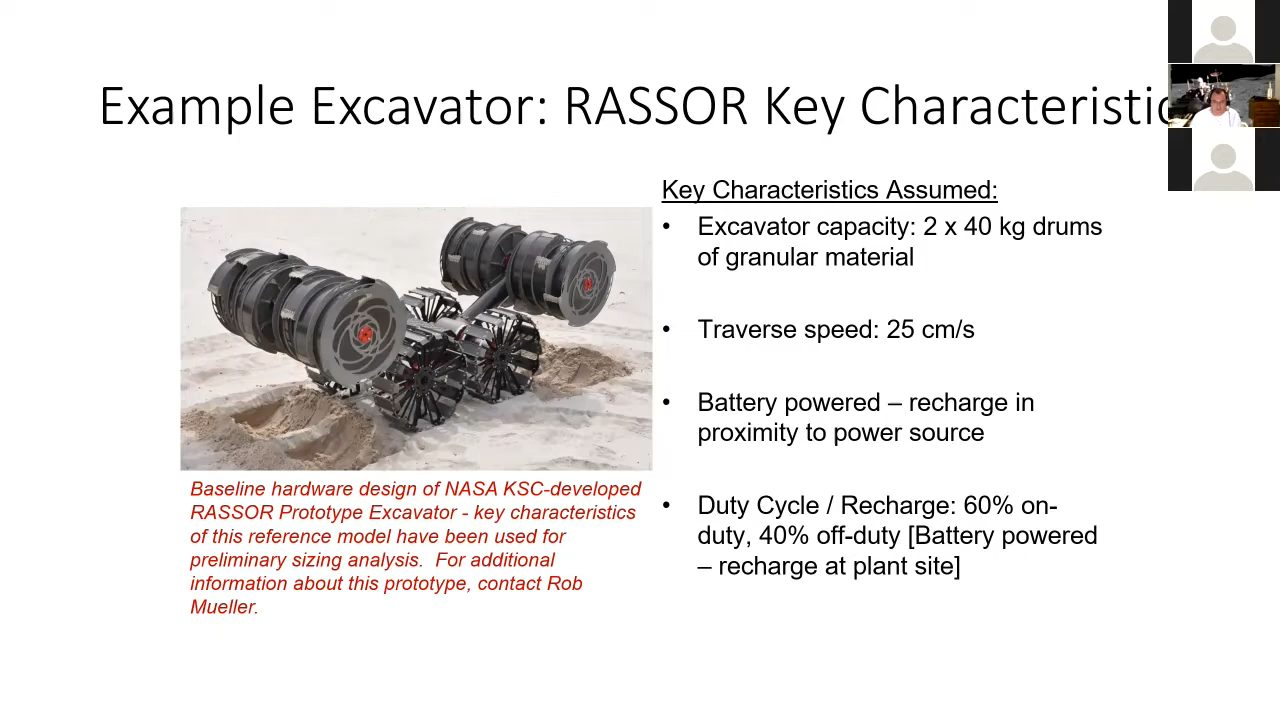 Example Excavator: RASSOR Key Characteristic
Key Characteristics Assumed:
• Excavator capacity: 2 x 40 kg drums
of granular material
• Traverse speed: 25 cm/s
• Battery powered – recharge in
proximity to power source
• Duty Cycle / Recharge: 60% on-
duty, 40% off-duty [Battery powered
– recharge at plant site]
Baseline hardware design of NASA KSC-developed
RASSOR Prototype Excavator - key characteristics
of this reference model have been used for
preliminary sizing analysis. For additional
information about this prototype, contact Rob
Mueller.